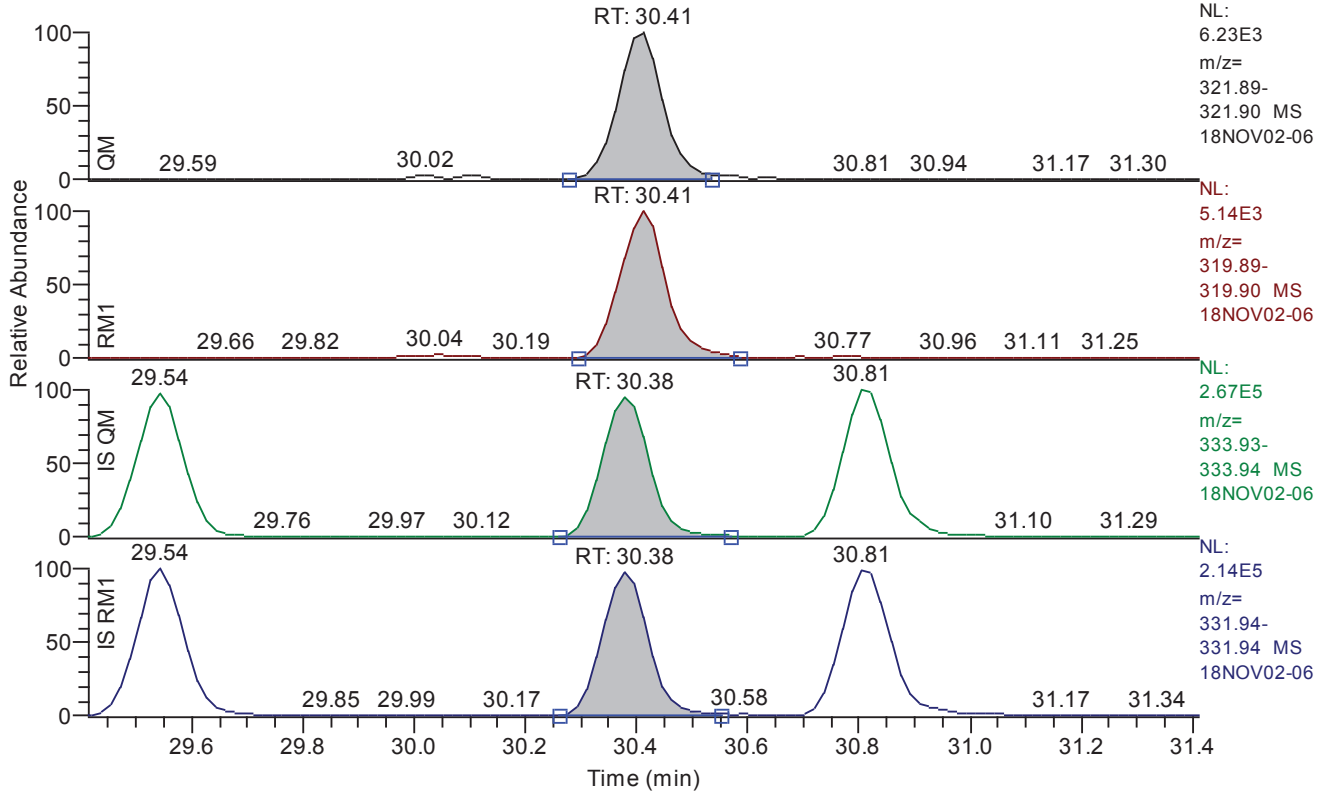 RT: 30.41
NL:
6.23E3
m/z=
321.89-
321.90 MS
18NOV02-06
100
50
0
QM
29.59
30.02
30.81
30.94
31.17
31.30
RT: 30.41
NL:
5.14E3
m/z=
319.89-
319.90 MS
18NOV02-06
100
50
0
RM1
29.66
29.82
30.04
30.19
30.77
30.96
31.11
31.25
Relative Abundance
29.54
RT: 30.38
30.81
NL:
2.67E5
m/z=
333.93-
333.94 MS
18NOV02-06
100
50
0
IS QM
29.76
29.97
30.12
31.10
31.29
29.54
RT: 30.38
30.81
NL:
2.14E5
m/z=
331.94-
331.94 MS
18NOV02-06
100
50
0
IS RM1
29.85
29.99
30.17
30.58
31.17
31.34
29.6 29.8 30.0 30.2 30.4 30.6 30.8 31.0 31.2 31.4
Time (min)